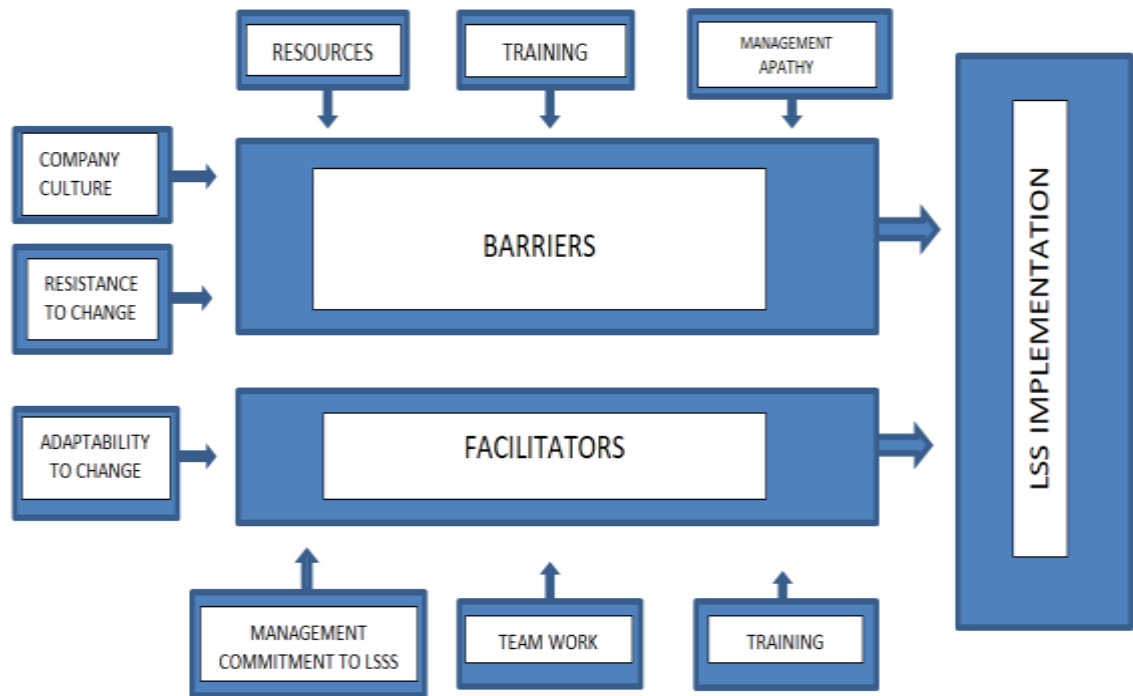 RESOURCES
TRAINING
MANAGEMENT
APATHY
COMPANY
CULTURE
BARRIERS
RESISTANCE
TO CHANGE
LSS IMPLEMENTATION
ADAPTABILITY
TO CHANGE
FACILITATORS
MANAGEMENT
COMMITMENT TO LSSS
TEAM WORK
TRAINING